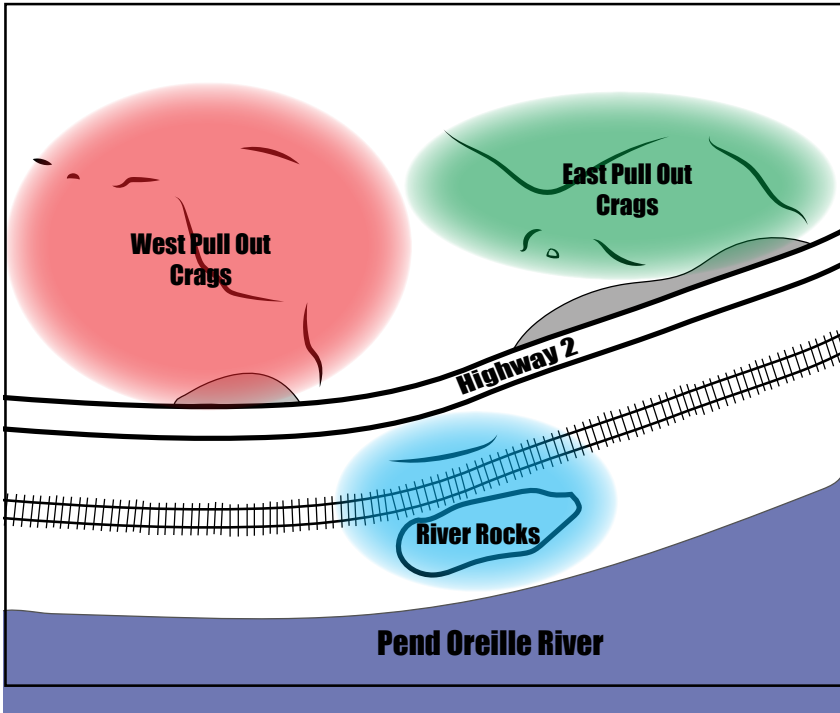 East Pull Out
Crags
West Pull Out
Crags
Highway 2
River Rocks
Pend Oreille River